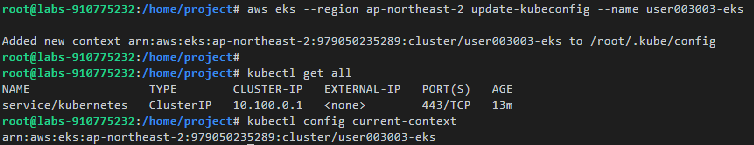 root@labs-910775232:/home/project# aws eks --region ap-northeast-2 update-kubeconfig --name user003003-eks
Added new context arn:aws:eks:ap-northeast-2:979050235289:cluster/user003003-eks to /root/.kube/config
root@labs-910775232:/home/project#
root@labs-910775232:/home/project# kubectl get all
NAME TYPE CLUSTER-IP EXTERNAL-IP PORT(S) AGE
service/kubernetes ClusterIP 10.100.0.1 <none> 443/TCP 13m
root@labs-910775232:/home/project# kubectl config current-context
arn:aws:eks:ap-northeast-2:979050235289:cluster/user003003-eks